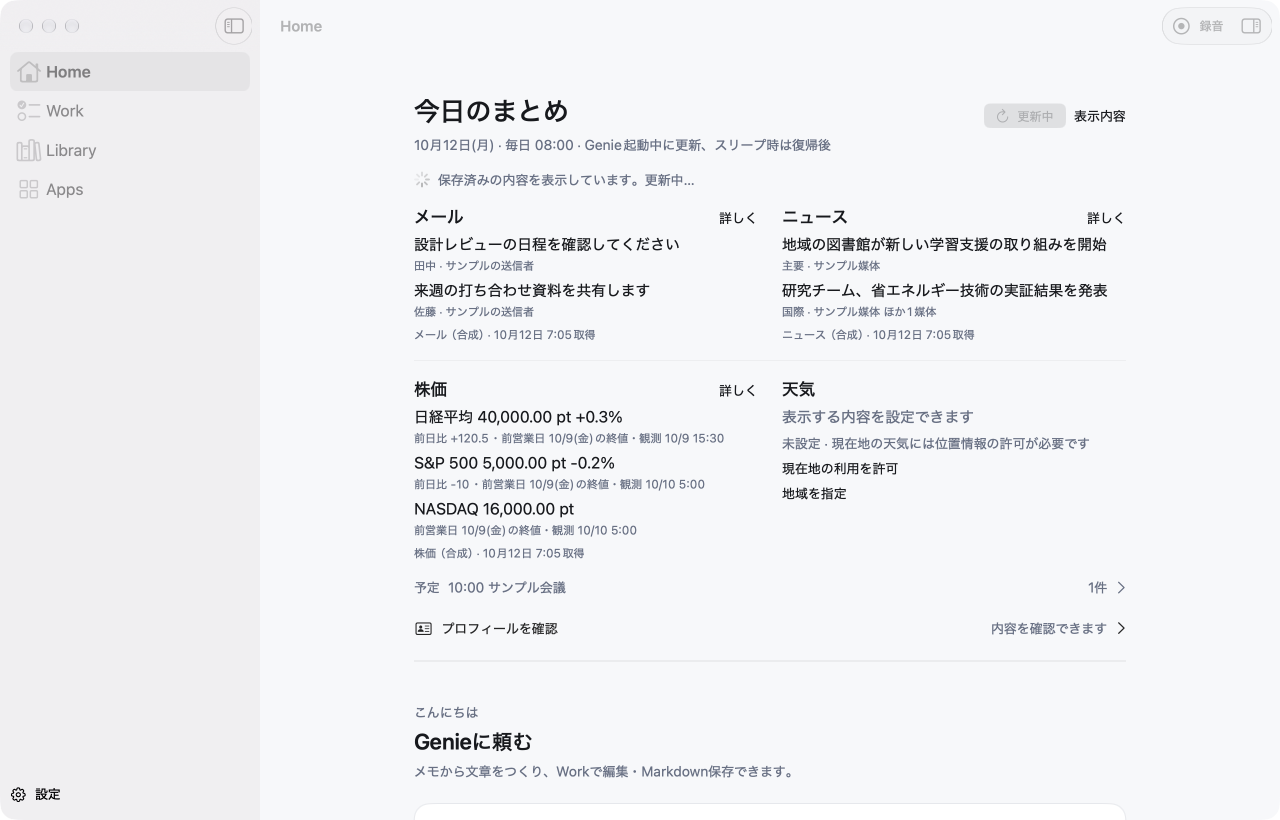 Home
録音
Home
Work
Library
Apps
設定
今日のまとめ
更新中
表示内容
10月12日(月) · 毎日 08:00 · Genie起動中に更新、スリープ時は復帰後
保存済みの内容を表示しています。更新中...
メール
詳しく
設計レビューの日程を確認してください
田中 · サンプルの送信者
来週の打ち合わせ資料を共有します
佐藤 · サンプルの送信者
メール（合成）· 10月12日 7:05取得
ニュース
詳しく
地域の図書館が新しい学習支援の取り組みを開始
主要 · サンプル媒体
研究チーム、省エネルギー技術の実証結果を発表
国際 · サンプル媒体 ほか1媒体
ニュース（合成）· 10月12日 7:05取得
株価
詳しく
日経平均 40,000.00 pt +0.3%
前日比 +120.5・前営業日 10/9(金)の終値・観測 10/9 15:30
S&P 500 5,000.00 pt -0.2%
前日比 -10・前営業日 10/9(金)の終値・観測 10/10 5:00
NASDAQ 16,000.00 pt
前営業日 10/9(金)の終値・観測 10/10 5:00
株価（合成）· 10月12日 7:05取得
天気
表示する内容を設定できます
未設定 · 現在地の天気には位置情報の許可が必要です
現在地の利用を許可
地域を指定
予定 10:00 サンプル会議
1件
プロフィールを確認
内容を確認できます
こんにちは
Genieに頼む
メモから文章をつくり、Workで編集・Markdown保存できます。